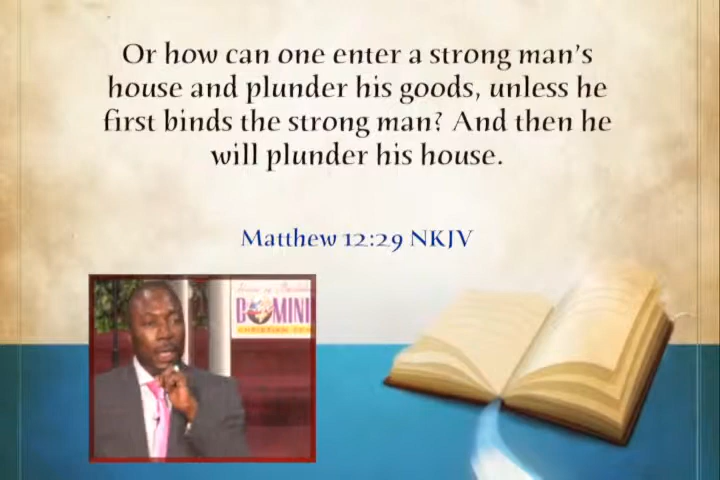 Or how can one enter a strong man's
house and plunder his goods, unless he
first binds the strong man? And then he
will plunder his house.
Matthew 12:29 NKJV
CHRISTIAN